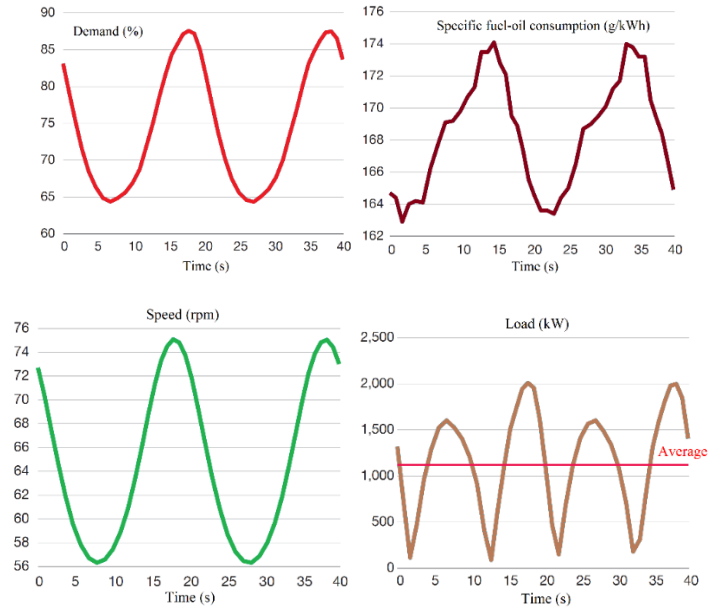 Demand (%)
90
85
80
75
70
65
60
0 5 10 15 20 25 30 35 40
Time (s)
Specific fuel-oil consumption (g/kWh)
176
174
170
168
166
164
162
0 5 10 15 20 25 30 35 40
Time (s)
Speed (rpm)
76
74
72
70
68
66
64
62
60
58
56
0 5 10 15 20 25 30 35 40
Time (s)
Load (kW)
2,500
2,000
1,500
1,000
500
0
Average
0 5 10 15 20 25 30 35 40
Time (s)